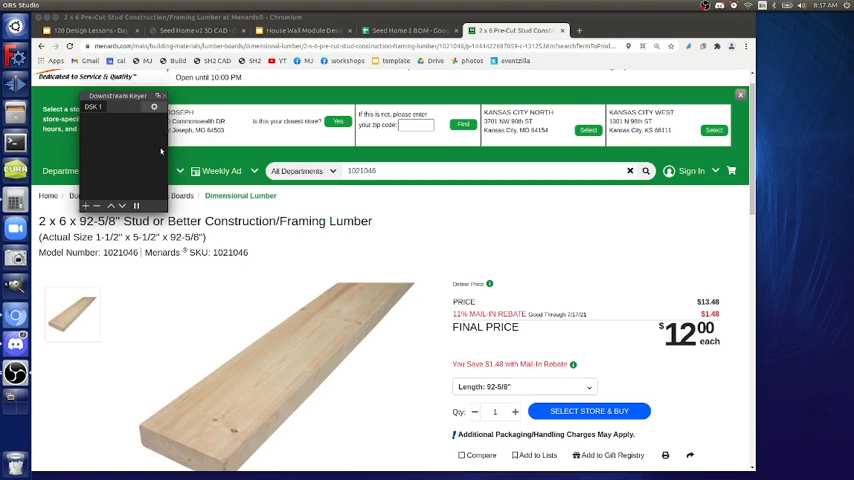 OBS Studio
8:57 AM
2 x 6 Pre-Cut Stud Construction/Framing Lumber at Menards® - Chromium
120 Design Lessons - Day
Seed Home v2 3D CAD -
House Wall Module Desi
Seed Home 2 BOM - Goo
2 x 6 Pre-Cut Stud Constru
menards.com/main/building-materials/lumber-boards/dimensional-lumber/2-x-6-pre-cut-stud-construction-framing-lumber/1021046/p-1444422687059-c-13125.htm?searchTermToProd
Apps
Gmail
cal
MJ
SH2 CAD
SH2
YT
MJ
workshops
FB
people
events
eventzilla
Dedicated to Service & Quality™
Open until 10:00 PM
Downstream Keyer
DSK 1
Select a sto
store-specifi
hours, and
JOSEPH
Commonwealth DR
Joseph, MO 64503
Is this your closest store?
Yes
If this is not, please enter
your zip code:
Find
KANSAS CITY NORTH
3701 NW 90th ST
Kansas City, MO 64154
Select
KANSAS CITY WEST
1301 N 98th ST
Kansas City, KS 66111
Select
X
Departme
Weekly Ad
All Departments
1021046
Sign In
Home
Bui
Boards
Dimensional Lumber
2 x 6 x 92-5/8" Stud or Better Construction/Framing Lumber
(Actual Size 1-1/2" x 5-1/2" x 92-5/8")
Model Number: 1021046 | Menards ® SKU: 1021046
Online Price
PRICE
$13.48
11% MAIL-IN REBATE Good Through 7/17/21
$1.48
FINAL PRICE
$12 00
each
You Save $1.48 with Mail-In Rebate
Length: 92-5/8"
Qty:
1
SELECT STORE & BUY
! Additional Packaging/Handling Charges May Apply.
Compare
Add to Lists
Add to Gift Registry